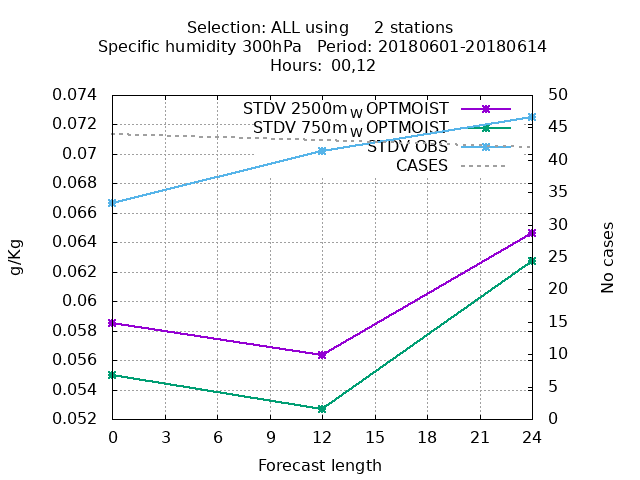 Selection: ALL using     2 stations
Specific humidity 300hPa   Period: 20180601-20180614
Hours: 00,12
0.074
0.072
0.07
0.068
0.066
0.064
0.062
0.06
0.058
0.056
0.054
0.052
g/Kg
STDV 2500m_W OPTMOIST
STDV 750m_W OPTMOIST
STDV OBS
CASES
50
45
40
35
30
25
20
15
10
5
0
No cases
0 3 6 9 12 15 18 21 24
Forecast length